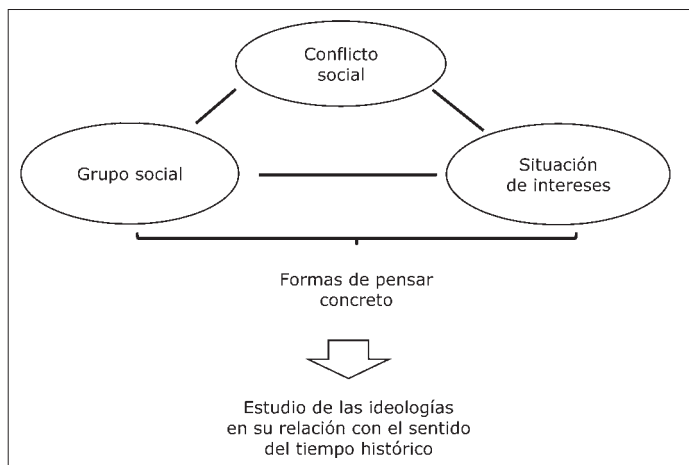 Conflicto
social
Grupo social
Situación
de intereses
Formas de pensar
concreto
Estudio de las ideologías
en su relación con el sentido
del tiempo histórico